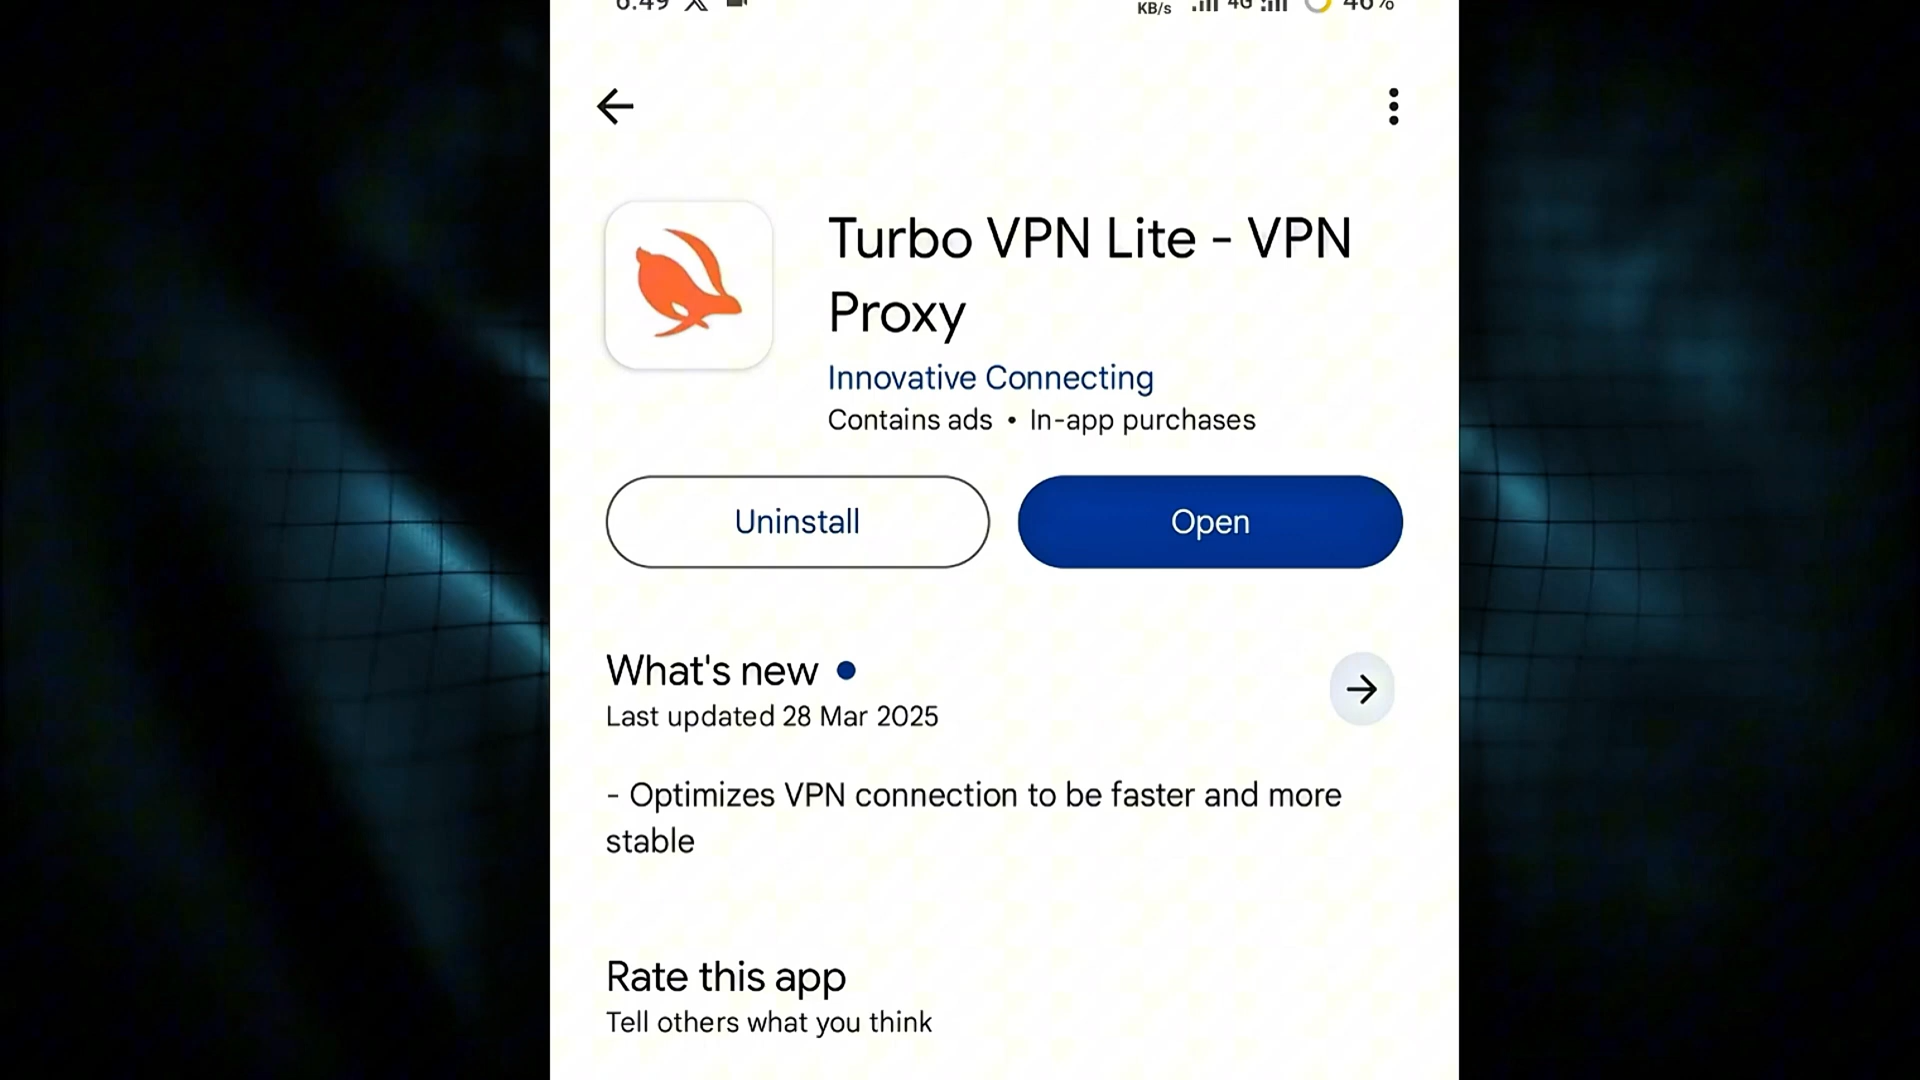 KB/s 4G
Turbo VPN Lite - VPN
Proxy
Innovative Connecting
Contains ads • In-app purchases
Uninstall
Open
What's new
Last updated 28 Mar 2025
- Optimizes VPN connection to be faster and more
stable
Rate this app
Tell others what you think